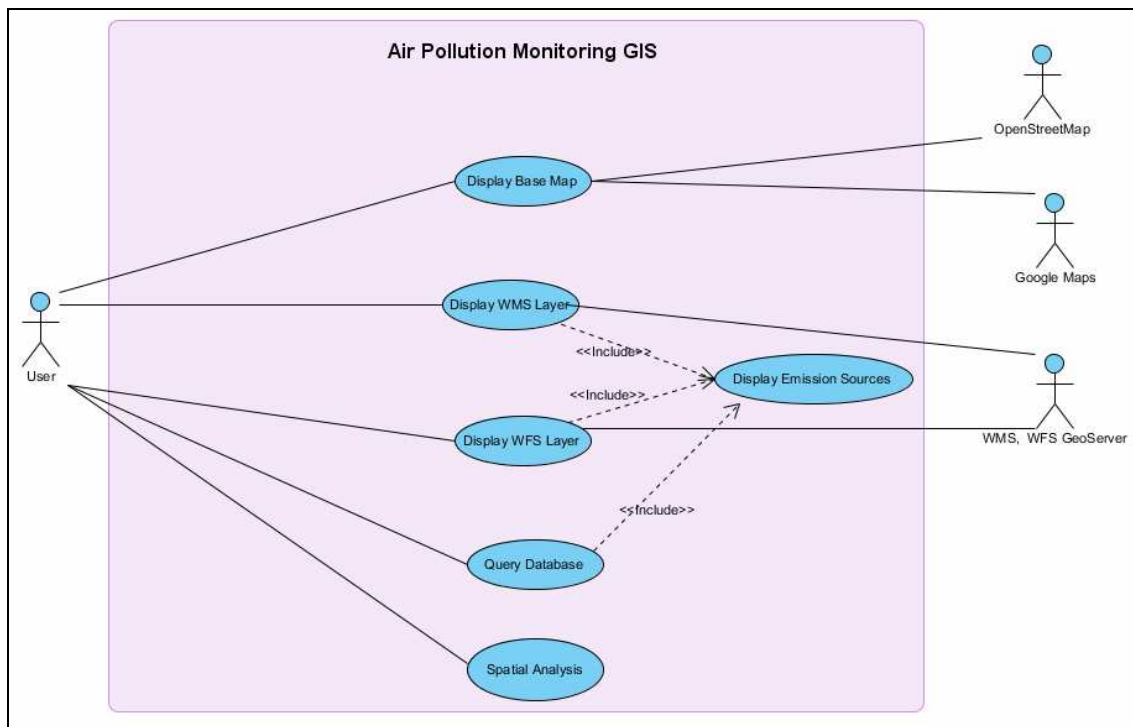 Air Pollution Monitoring GIS
OpenStreetMap
Display Base Map
Google Maps
Display WMS Layer
<<Include>>
User
Display Emission Sources
<<Include>>
Display WFS Layer
WMS, WFS GeoServer
<<Include>>
Query Database
Spatial Analysis